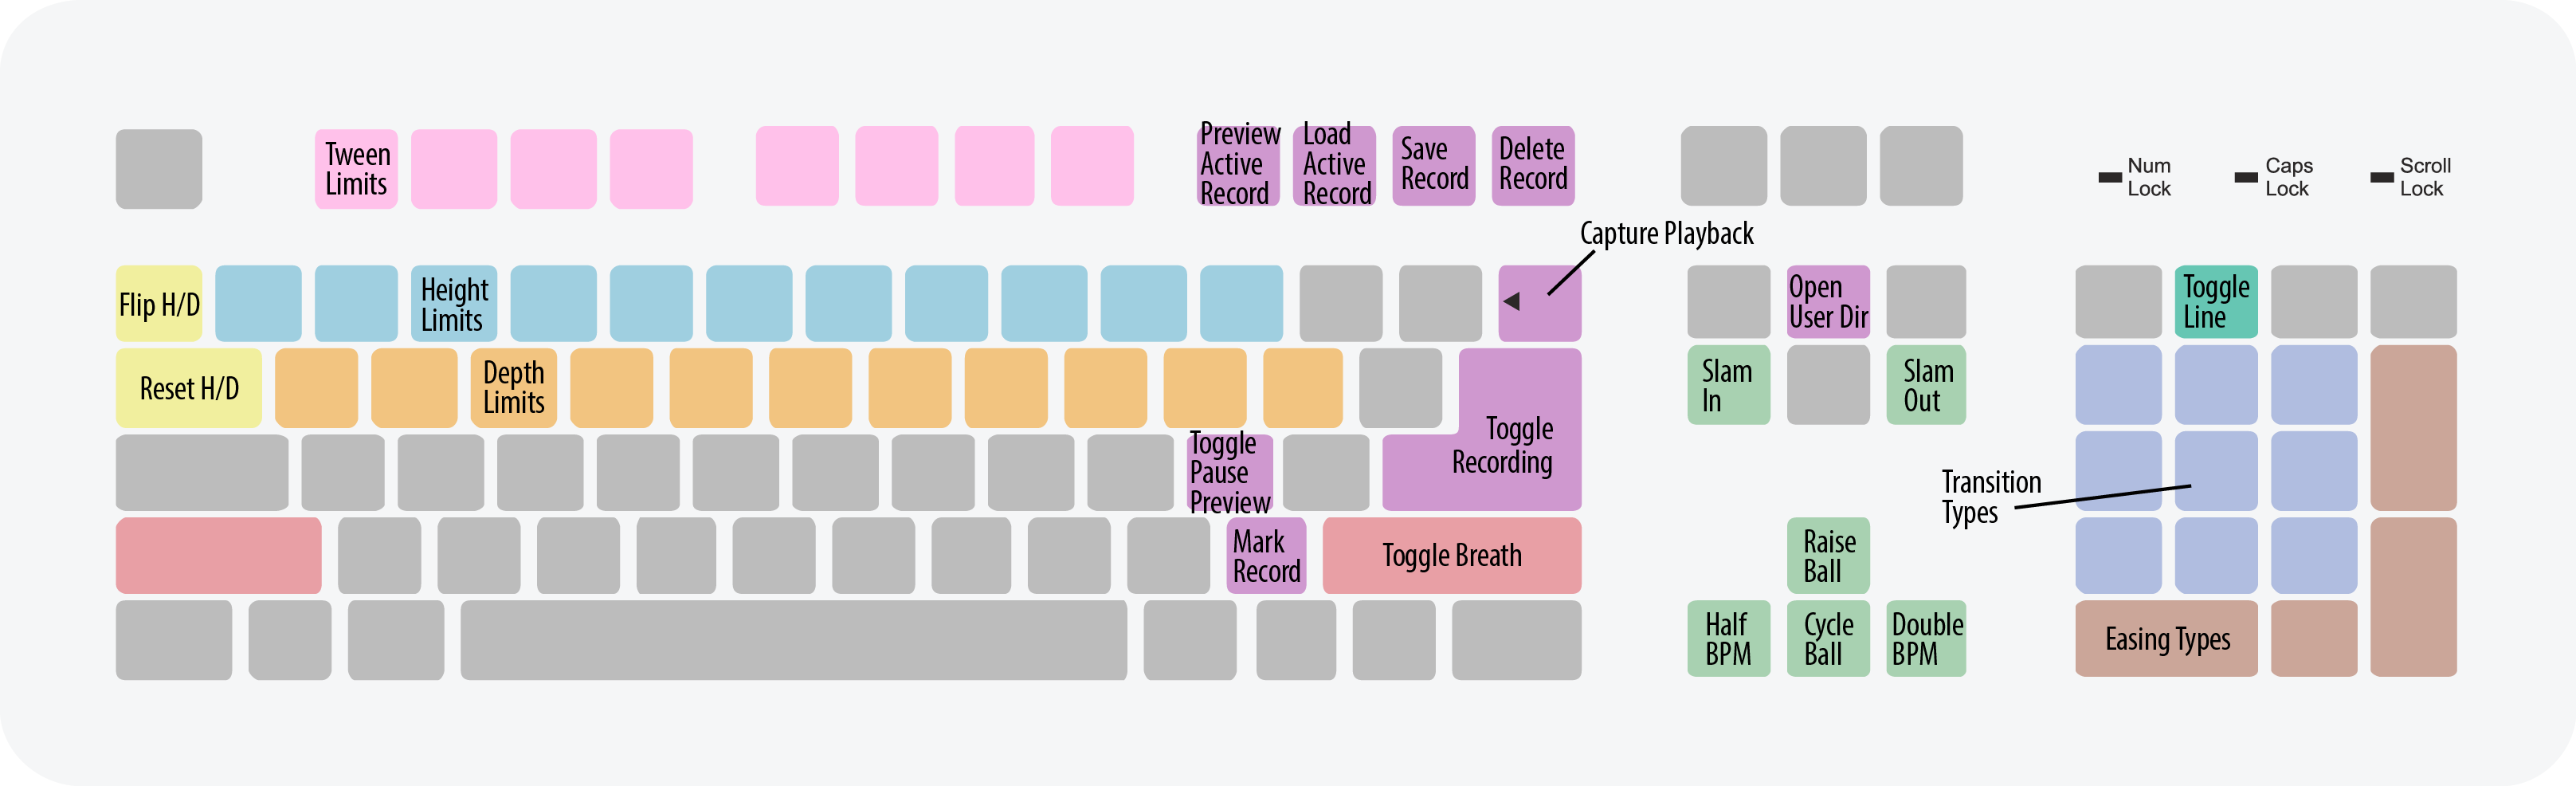 Tween
Limits
Preview
Active
Record
Load
Active
Record
Save
Record
Delete
Record
Num
Lock
Caps
Lock
Scroll
Lock
Capture Playback
Flip H/D
Height
Limits
Open
User Dir
Toggle
Line
Reset H/D
Depth
Limits
Toggle
Recording
Slam
In
Slam
Out
Toggle
Pause
Preview
Transition
Types
Mark
Record
Toggle Breath
Raise
Ball
Half
BPM
Cycle
Ball
Double
BPM
Easing Types